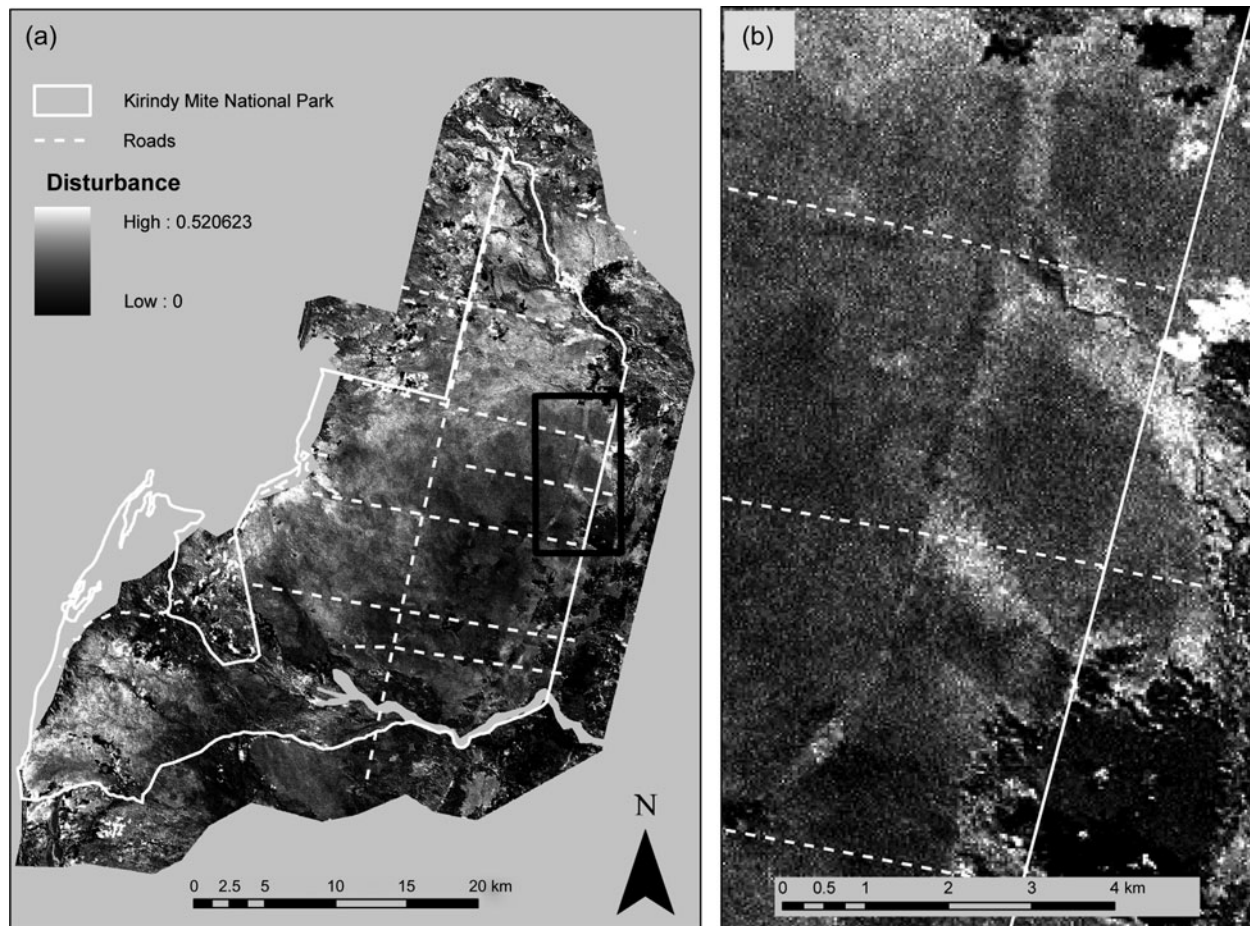 (a)
Kirindy Mite National Park
Roads
Disturbance
High : 0.520623
Low : 0
N
0 2.5 5 10 15 20 km
(b)
0 0.5 1 2 3 4 km